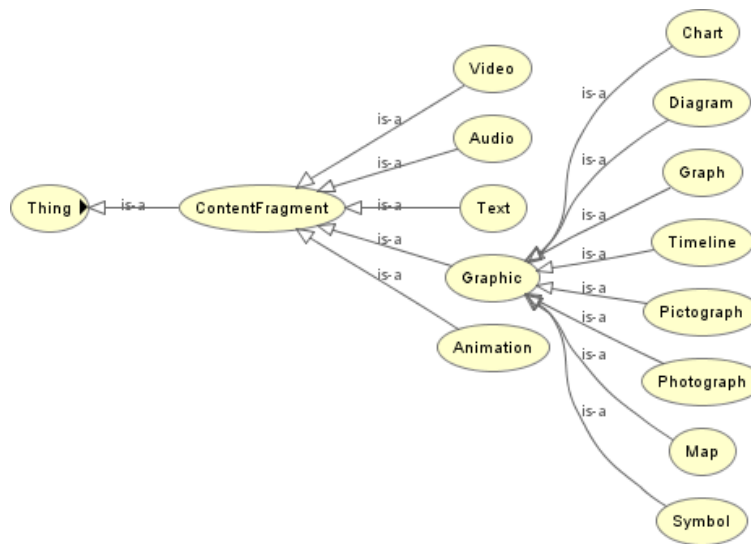 Chart
Video
is-a
Diagram
is-a
is-a
Audio
is-a
Graph
is-a
Thing
is-a
ContentFragment
is-a
Text
is-a
Timeline
is-a
is-a
Graphic
is-a
Pictograph
is-a
is-a
Animation
is-a
Photograph
is-a
Map
Symbol